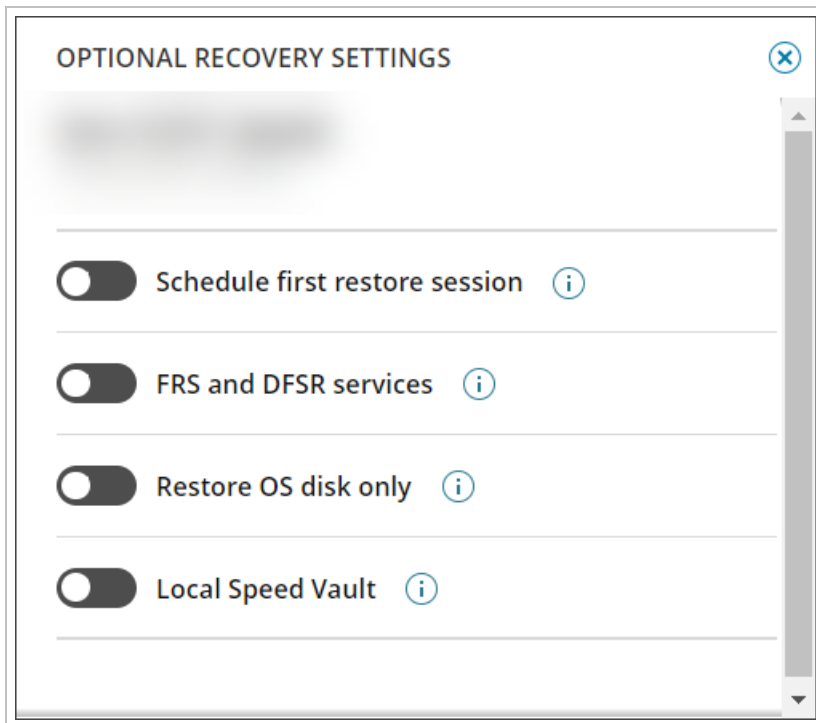 OPTIONAL RECOVERY SETTINGS
Schedule first restore session
FRS and DFSR services
Restore OS disk only
Local Speed Vault